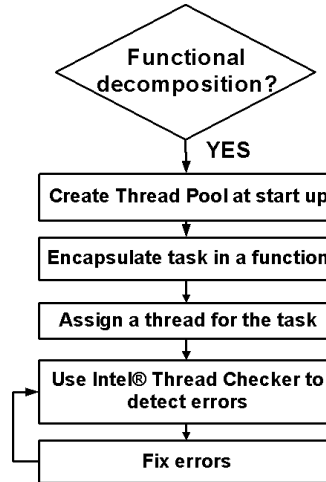 Functional
decomposition?
YES
Create Thread Pool at start up
Encapsulate task in a function
Assign a thread for the task
Use Intel® Thread Checker to
detect errors
Fix errors